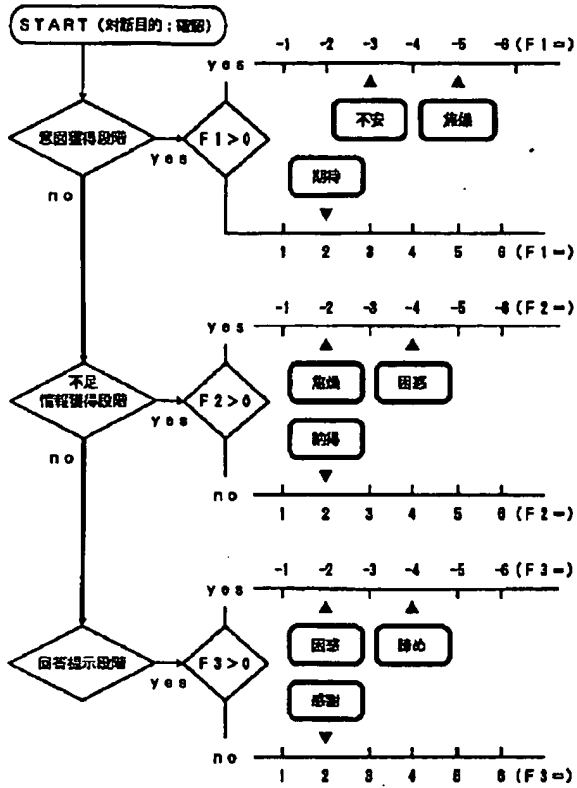 START (対話目的；確認)
-1 -2 -3 -4 -5 -6 (F1=)
yes
意図獲得段階
yes
F1>0
不安
焦燥
no
期待
1 2 3 4 5 6 (F1=)
-1 -2 -3 -4 -5 -6 (F2=)
yes
不足
情報獲得段階
yes
F2>0
焦燥
困惑
納得
no
no
1 2 3 4 5 6 (F2=)
-1 -2 -3 -4 -5 -6 (F3=)
yes
回答提示段階
yes
F3>0
困惑
諦め
感謝
no
1 2 3 4 5 6 (F3=)